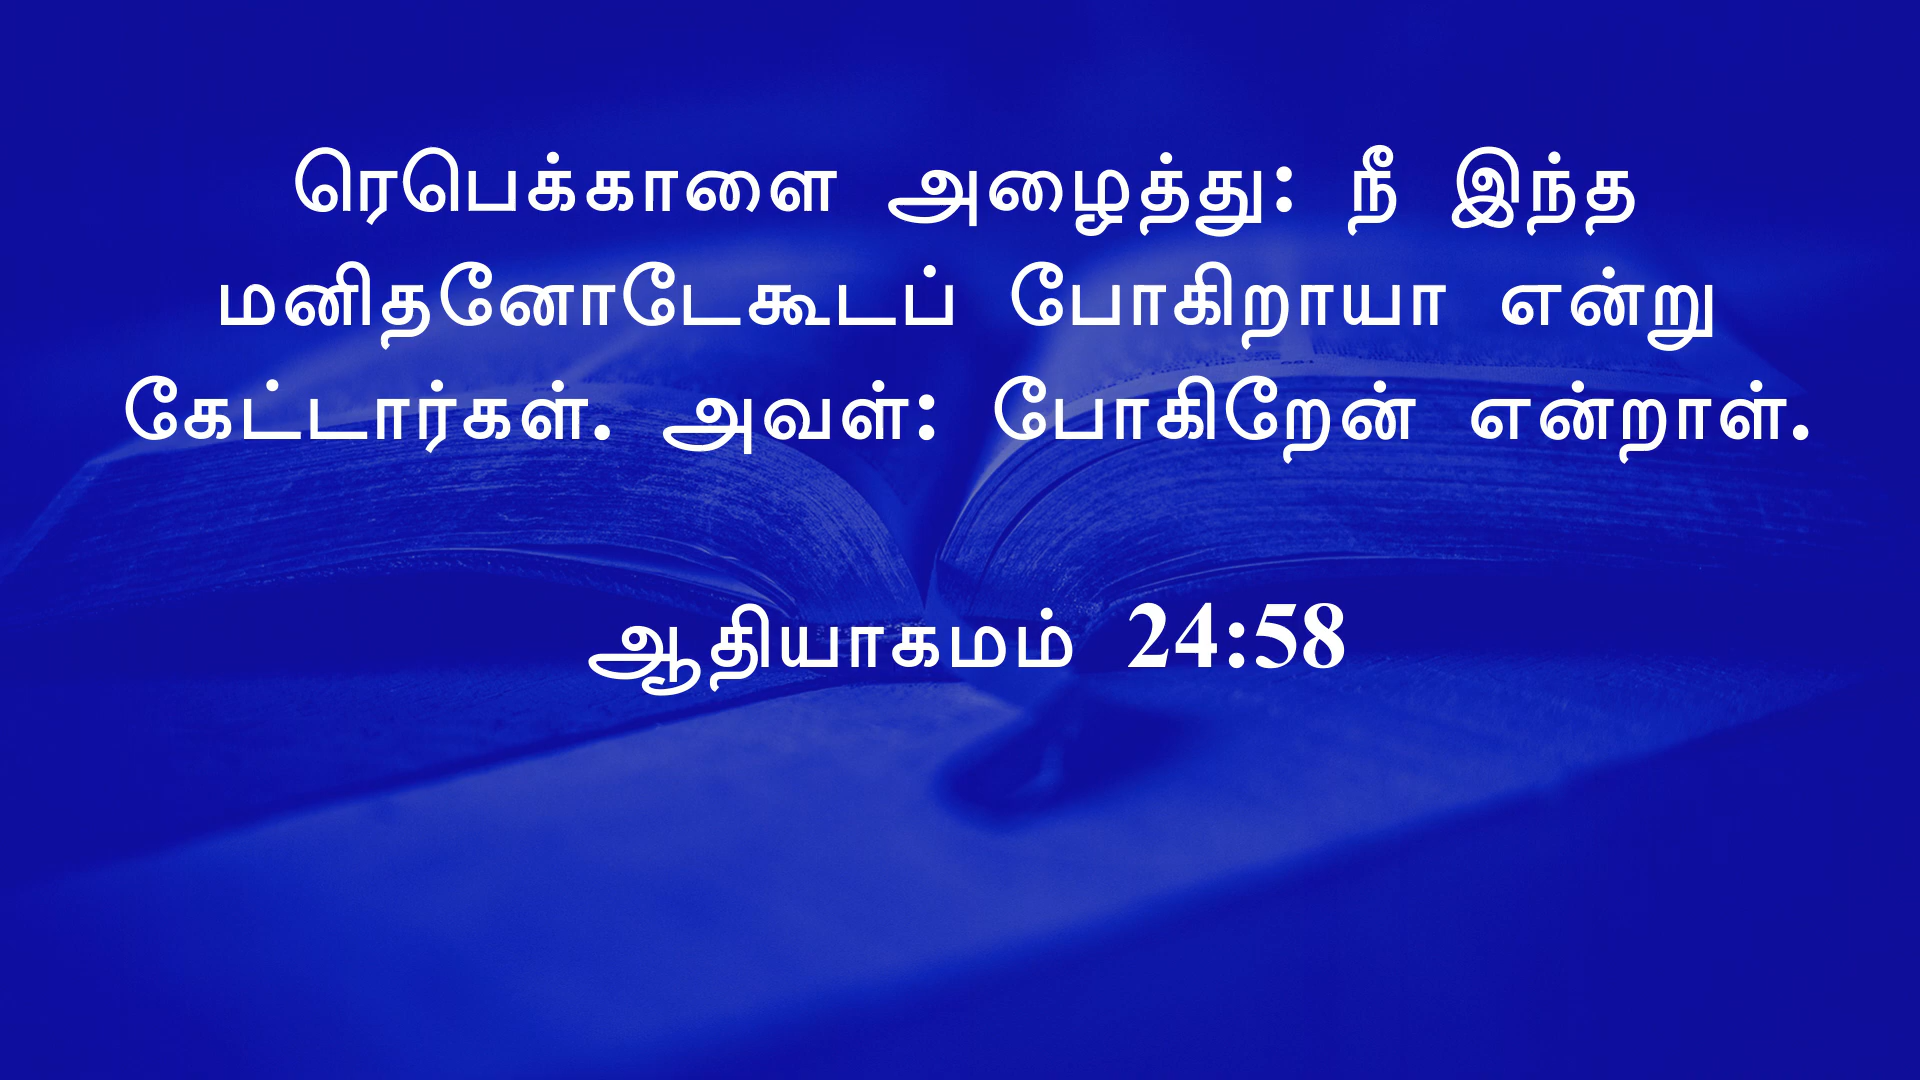 ரெபெக்காளை அழைத்து: நீ இந்த
மனிதனோடேகூடப் போகிறாயா என்று
கேட்டார்கள். அவள்: போகிறேன் என்றாள்.
ஆதியாகமம் 24:58